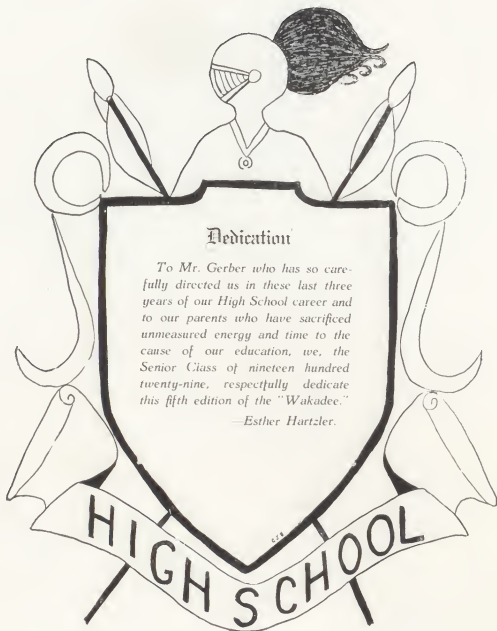 Dedication
To Mr. Gerber who has so care-
fully directed us in these last three
years of our High School career and
to our parents who have sacrificed
unmeasured energy and time to the
cause of our education, we, the
Senior Class of nineteen hundred
twenty-nine, respectfully dedicate
this fifth edition of the "Wakadee."
—Esther Hartzler.
HIGH SCHOOL